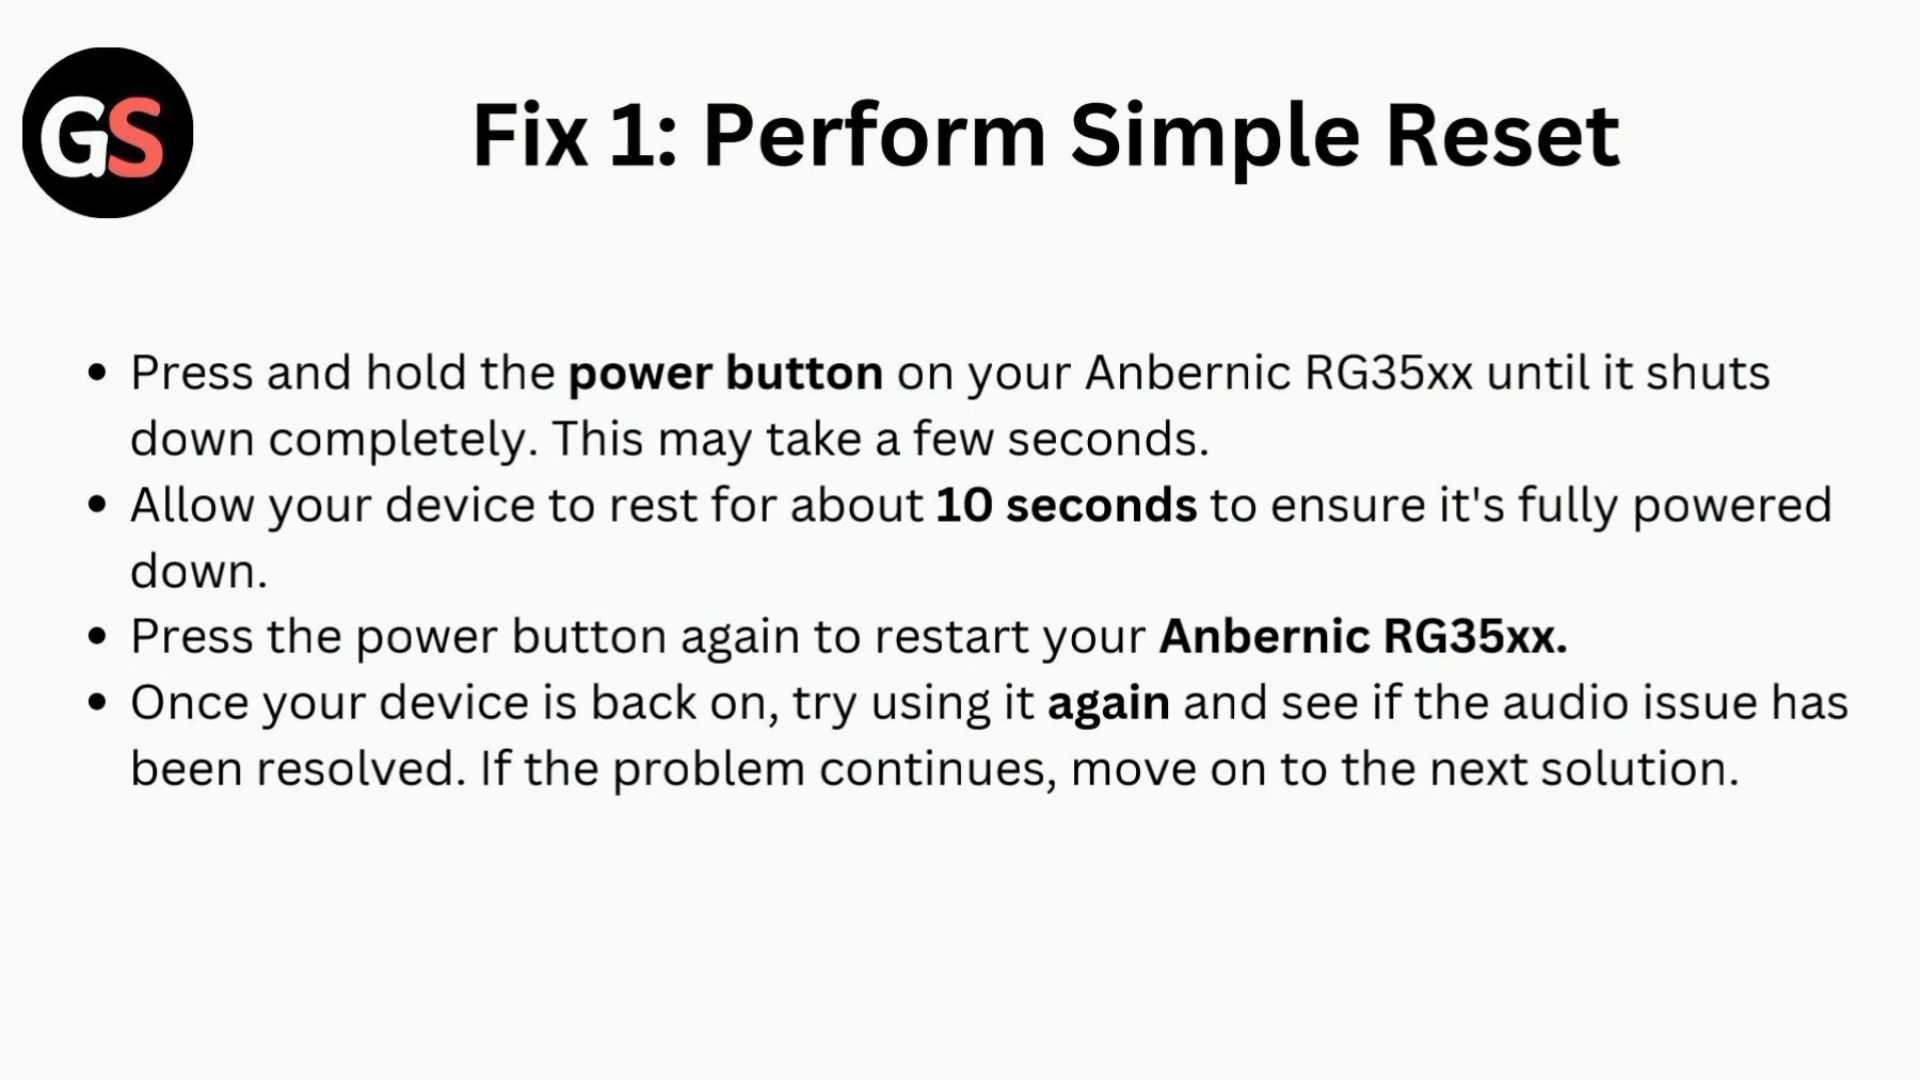 GS
Fix 1: Perform Simple Reset
• Press and hold the power button on your Anbernic RG35xx until it shuts
down completely. This may take a few seconds.
• Allow your device to rest for about 10 seconds to ensure it's fully powered
down.
• Press the power button again to restart your Anbernic RG35xx.
• Once your device is back on, try using it again and see if the audio issue has
been resolved. If the problem continues, move on to the next solution.